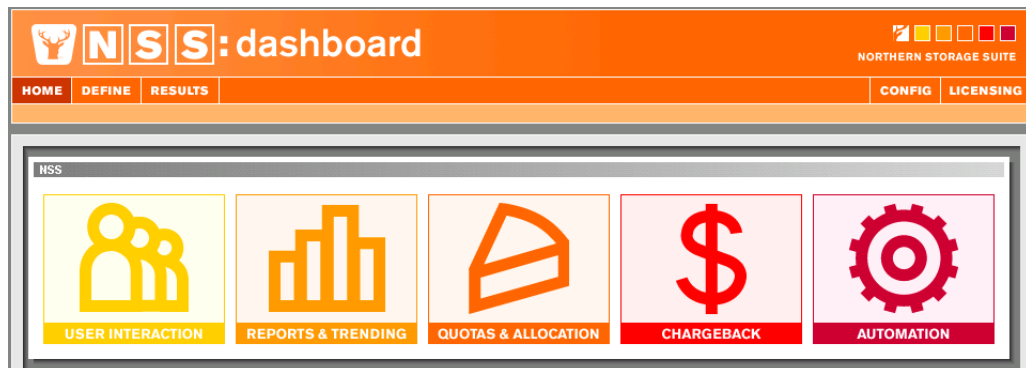 NSS:dashboard
NORTHERN STORAGE SUITE
HOME DEFINE RESULTS CONFIG LICENSING
NSS
USER INTERACTION REPORTS & TRENDING QUOTAS & ALLOCATION CHARGEBACK AUTOMATION